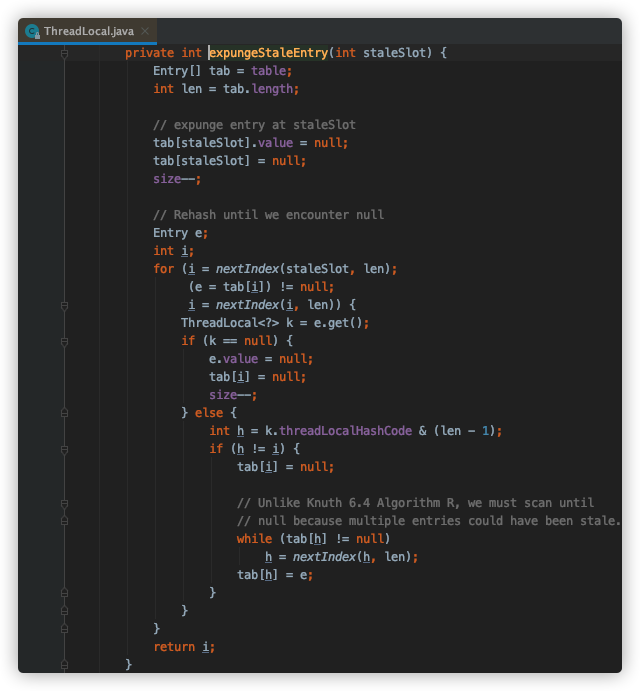 ThreadLocal.java
private int expungeStaleEntry(int staleSlot) {
Entry[] tab = table;
int len = tab.length;
// expunge entry at staleSlot
tab[staleSlot].value = null;
tab[staleSlot] = null;
size--;
// Rehash until we encounter null
Entry e;
int i;
for (i = nextIndex(staleSlot, len);
(e = tab[i]) != null;
i = nextIndex(i, len)) {
ThreadLocal<?> k = e.get();
if (k == null) {
e.value = null;
tab[i] = null;
size--;
} else {
int h = k.threadLocalHashCode & (len - 1);
if (h != i) {
tab[i] = null;
// Unlike Knuth 6.4 Algorithm R, we must scan until
// null because multiple entries could have been stale.
while (tab[h] != null)
h = nextIndex(h, len);
tab[h] = e;
}
}
}
return i;
}